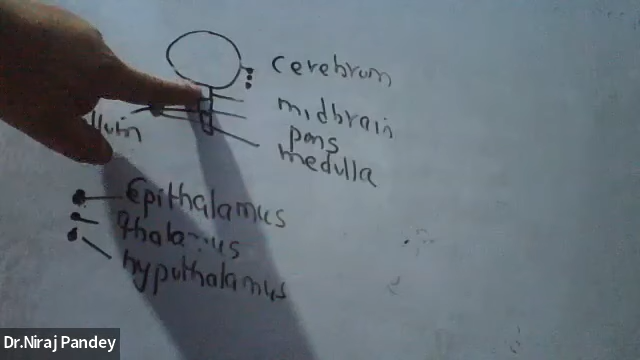 cerebrum
midbrain
pons
medulla
Epithalamus
thalamus
hypothalamus
Dr.Niraj Pandey